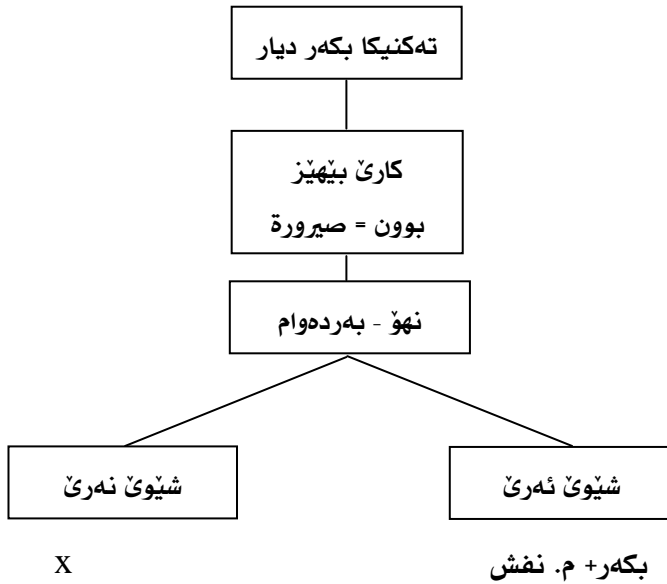 تەکنیکا بکەر دیار
کارێ بێهێز
بوون = صیرورة
نهۆ - بەردەوام
شێوێ ئەرێ
شێوێ نەرێ
بکەر+ م. نفش
X